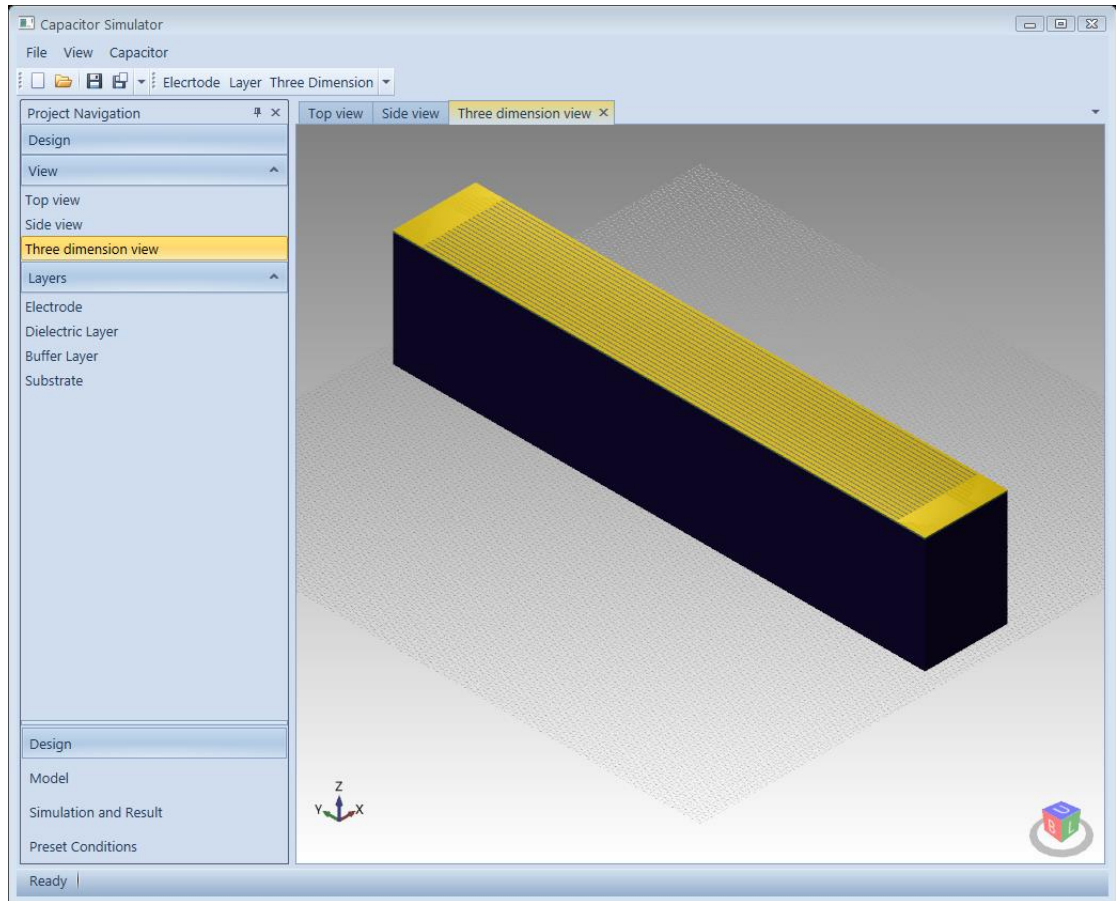 Capacitor Simulator
File View Capacitor
Elecrtode Layer Three Dimension
Project Navigation
Top view Side view Three dimension view
Design
View
Top view
Side view
Three dimension view
Layers
Electrode
Dielectric Layer
Buffer Layer
Substrate
Design
Model
Simulation and Result
Preset Conditions
Z
Y X
U
B L
Ready